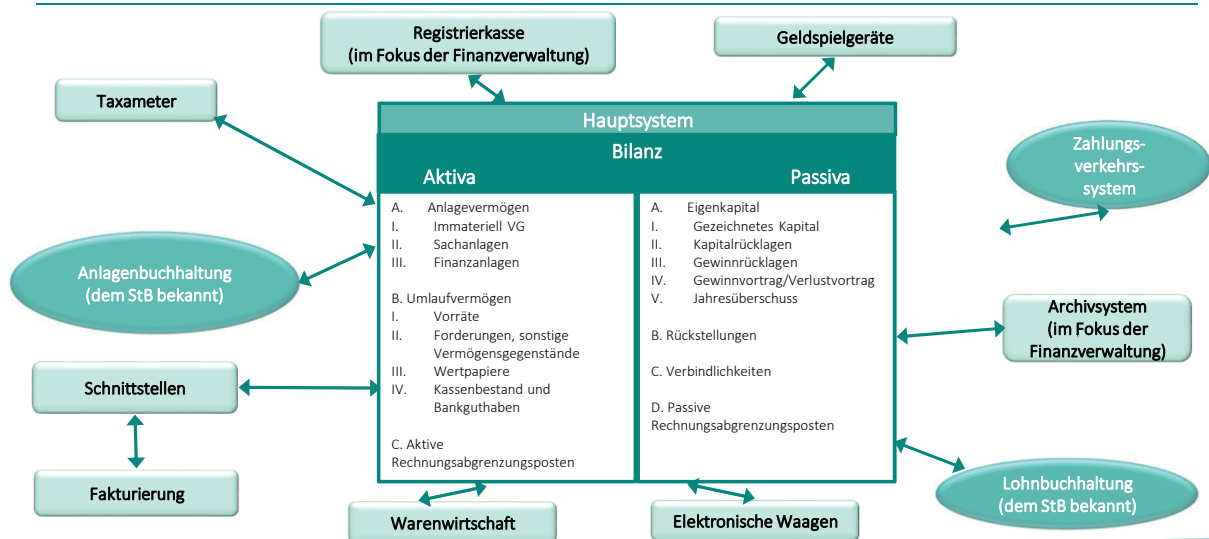 Registrierkasse
(im Fokus der Finanzverwaltung)
Geldspielgeräte
Taxameter
Hauptsystem
Bilanz
Aktiva
Passiva
Zahlungs-
verkehrs-
system
A. Anlagevermögen
I. Immateriell VG
II. Sachanlagen
III. Finanzanlagen
B. Umlaufvermögen
I. Vorräte
II. Forderungen, sonstige
Vermögensgegenstände
III. Wertpapiere
IV. Kassenbestand und
Bankguthaben
C. Aktive
Rechnungsabgrenzungsposten
A. Eigenkapital
I. Gezeichnetes Kapital
II. Kapitalrücklagen
III. Gewinnrücklagen
IV. Gewinnvortrag/Verlustvortrag
V. Jahresüberschuss
B. Rückstellungen
C. Verbindlichkeiten
D. Passive
Rechnungsabgrenzungsposten
Anlagenbuchhaltung
(dem StB bekannt)
Archivsystem
(im Fokus der
Finanzverwaltung)
Schnittstellen
Fakturierung
Lohnbuchhaltung
(dem StB bekannt)
Warenwirtschaft
Elektronische Waagen